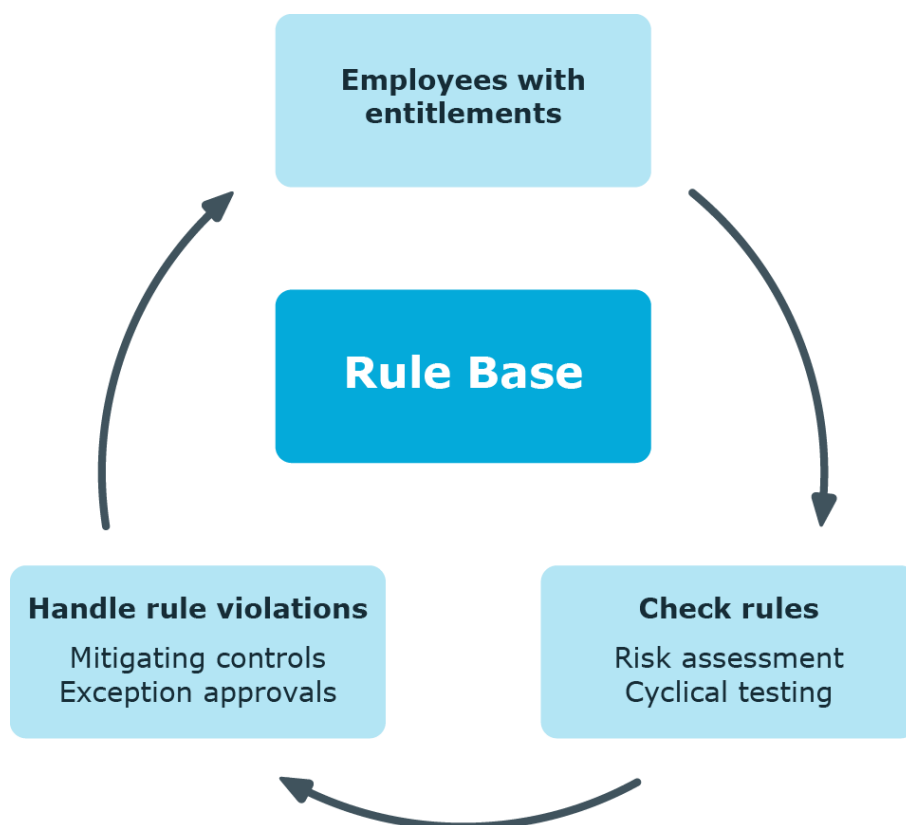 Employees with
entitlements
Rule Base
Handle rule violations
Mitigating controls
Exception approvals
Check rules
Risk assessment
Cyclical testing